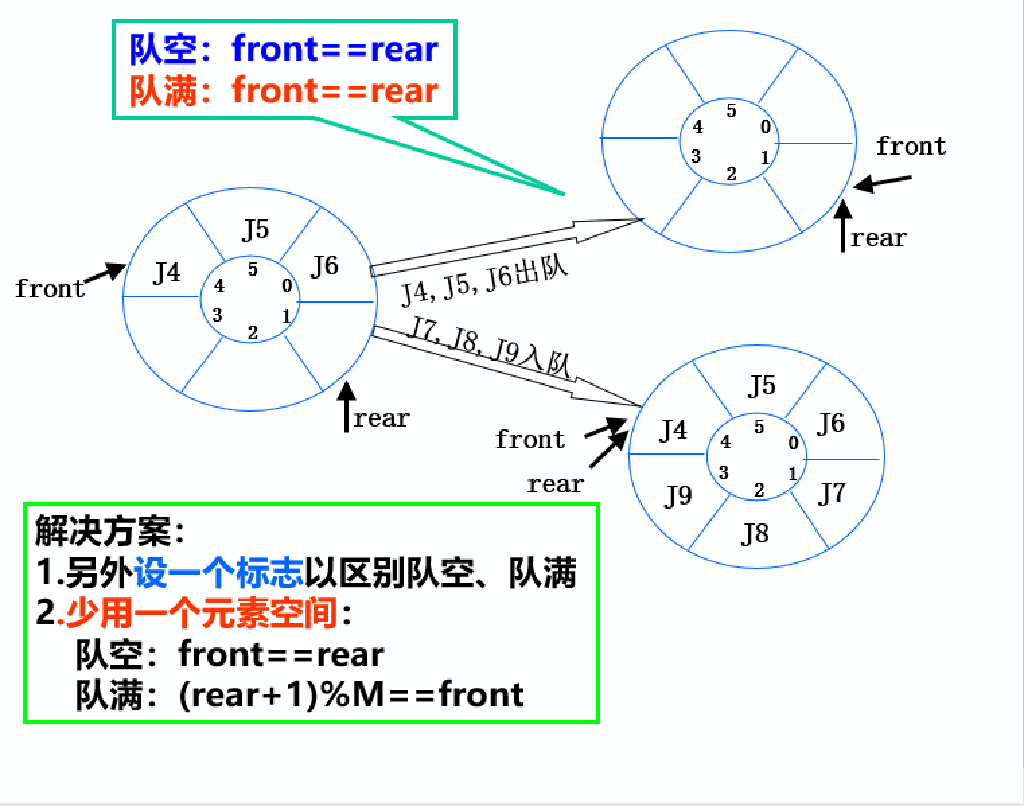 队空：front==rear
队满：front==rear
5
4
0
3
1
2
front
rear
J5
J4
J6
5
4
0
3
1
2
front
rear
J4,J5,J6出队
J7,J8,J9入队
J5
J4
J6
5
4
0
3
1
2
J9
J7
J8
front
rear
解决方案：
1.另外设一个标志以区别队空、队满
2.少用一个元素空间：
队空：front==rear
队满：(rear+1)%M==front